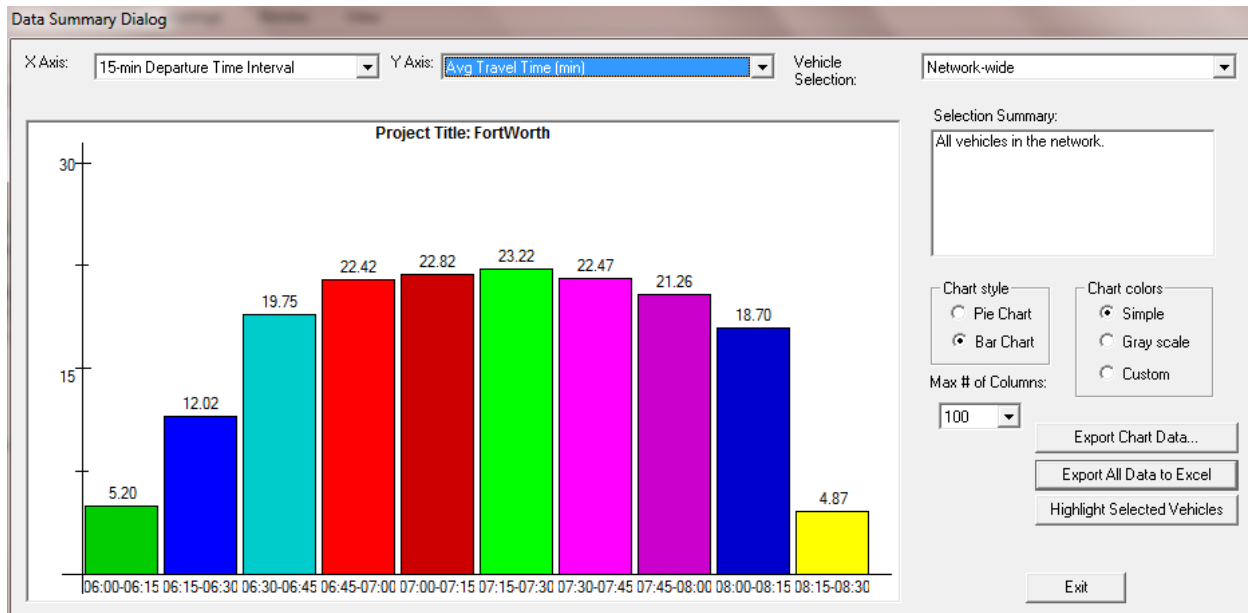 Data Summary Dialog
X Axis:
15-min Departure Time Interval
Y Axis:
Avg Travel Time (min)
Vehicle
Selection:
Network-wide
Project Title: FortWorth
30
15
5.20
12.02
19.75
22.42
22.82
23.22
22.47
21.26
18.70
4.87
06:00-06:15
06:15-06:30
06:30-06:45
06:45-07:00
07:00-07:15
07:15-07:30
07:30-07:45
07:45-08:00
08:00-08:15
08:15-08:30
Selection Summary:
All vehicles in the network.
Chart style
Pie Chart
Bar Chart
Chart colors
Simple
Gray scale
Custom
Max # of Columns:
100
Export Chart Data...
Export All Data to Excel
Highlight Selected Vehicles
Exit